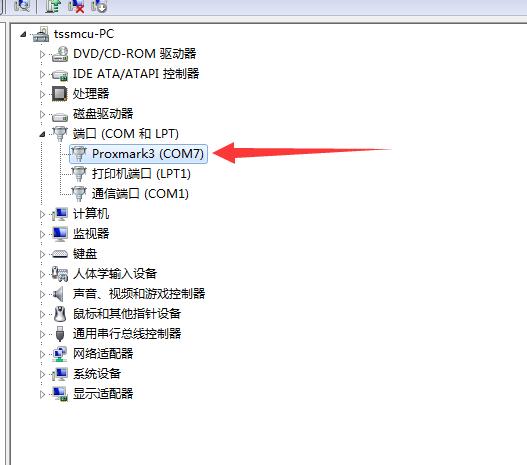 tssmcu-PC
DVD/CD-ROM 驱动器
IDE ATA/ATAPI 控制器
处理器
磁盘驱动器
端口 (COM 和 LPT)
Proxmark3 (COM7)
打印机端口 (LPT1)
通信端口 (COM1)
计算机
监视器
键盘
人体学输入设备
声音、视频和游戏控制器
鼠标和其他指针设备
通用串行总线控制器
网络适配器
系统设备
显示适配器